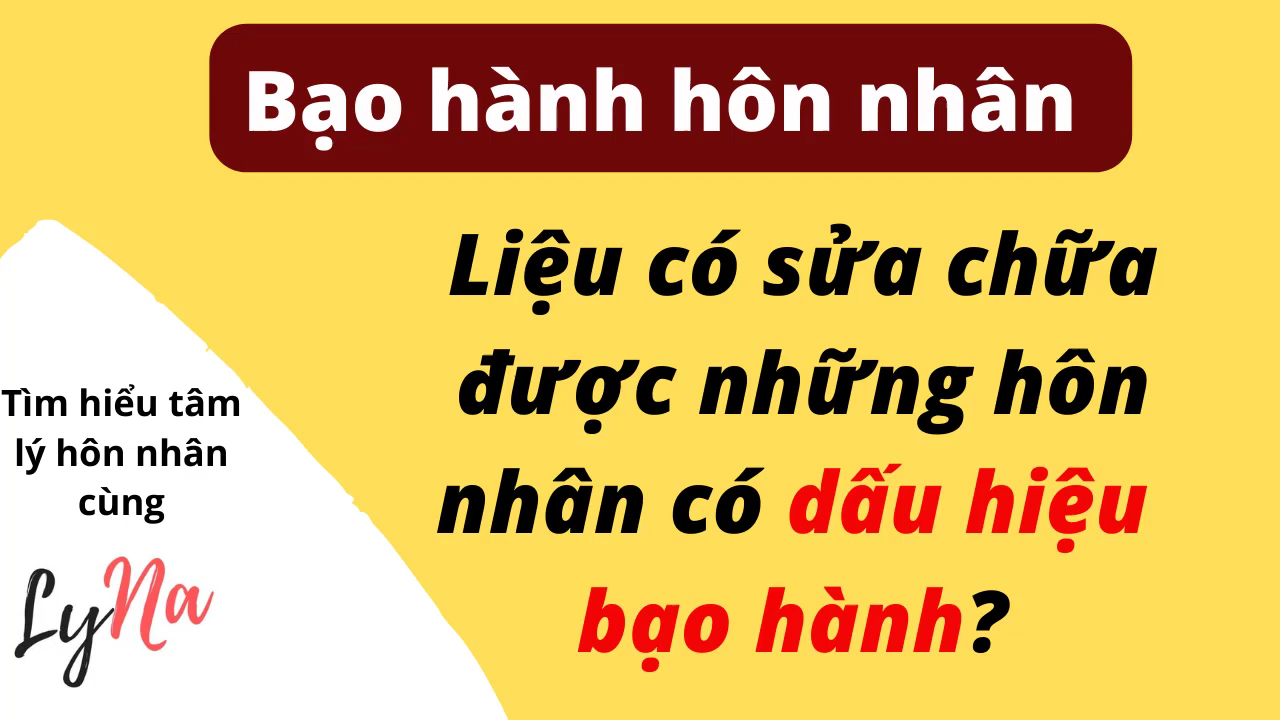 Bạo hành hôn nhân
Liệu có sửa chữa
được những hôn
nhân có dấu hiệu
bạo hành?
Tìm hiểu tâm
lý hôn nhân
cùng
LyNa